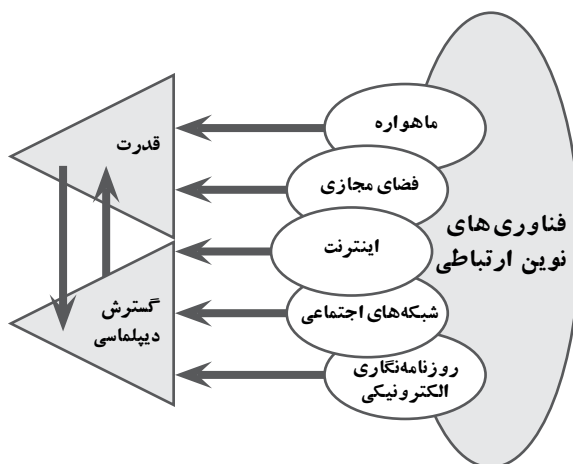 فناوری‌های
نوین ارتباطی
ماهواره
فضای مجازی
اینترنت
شبکه‌های اجتماعی
روزنامه‌نگاری
الکترونیکی
قدرت
گسترش
دیپلماسی